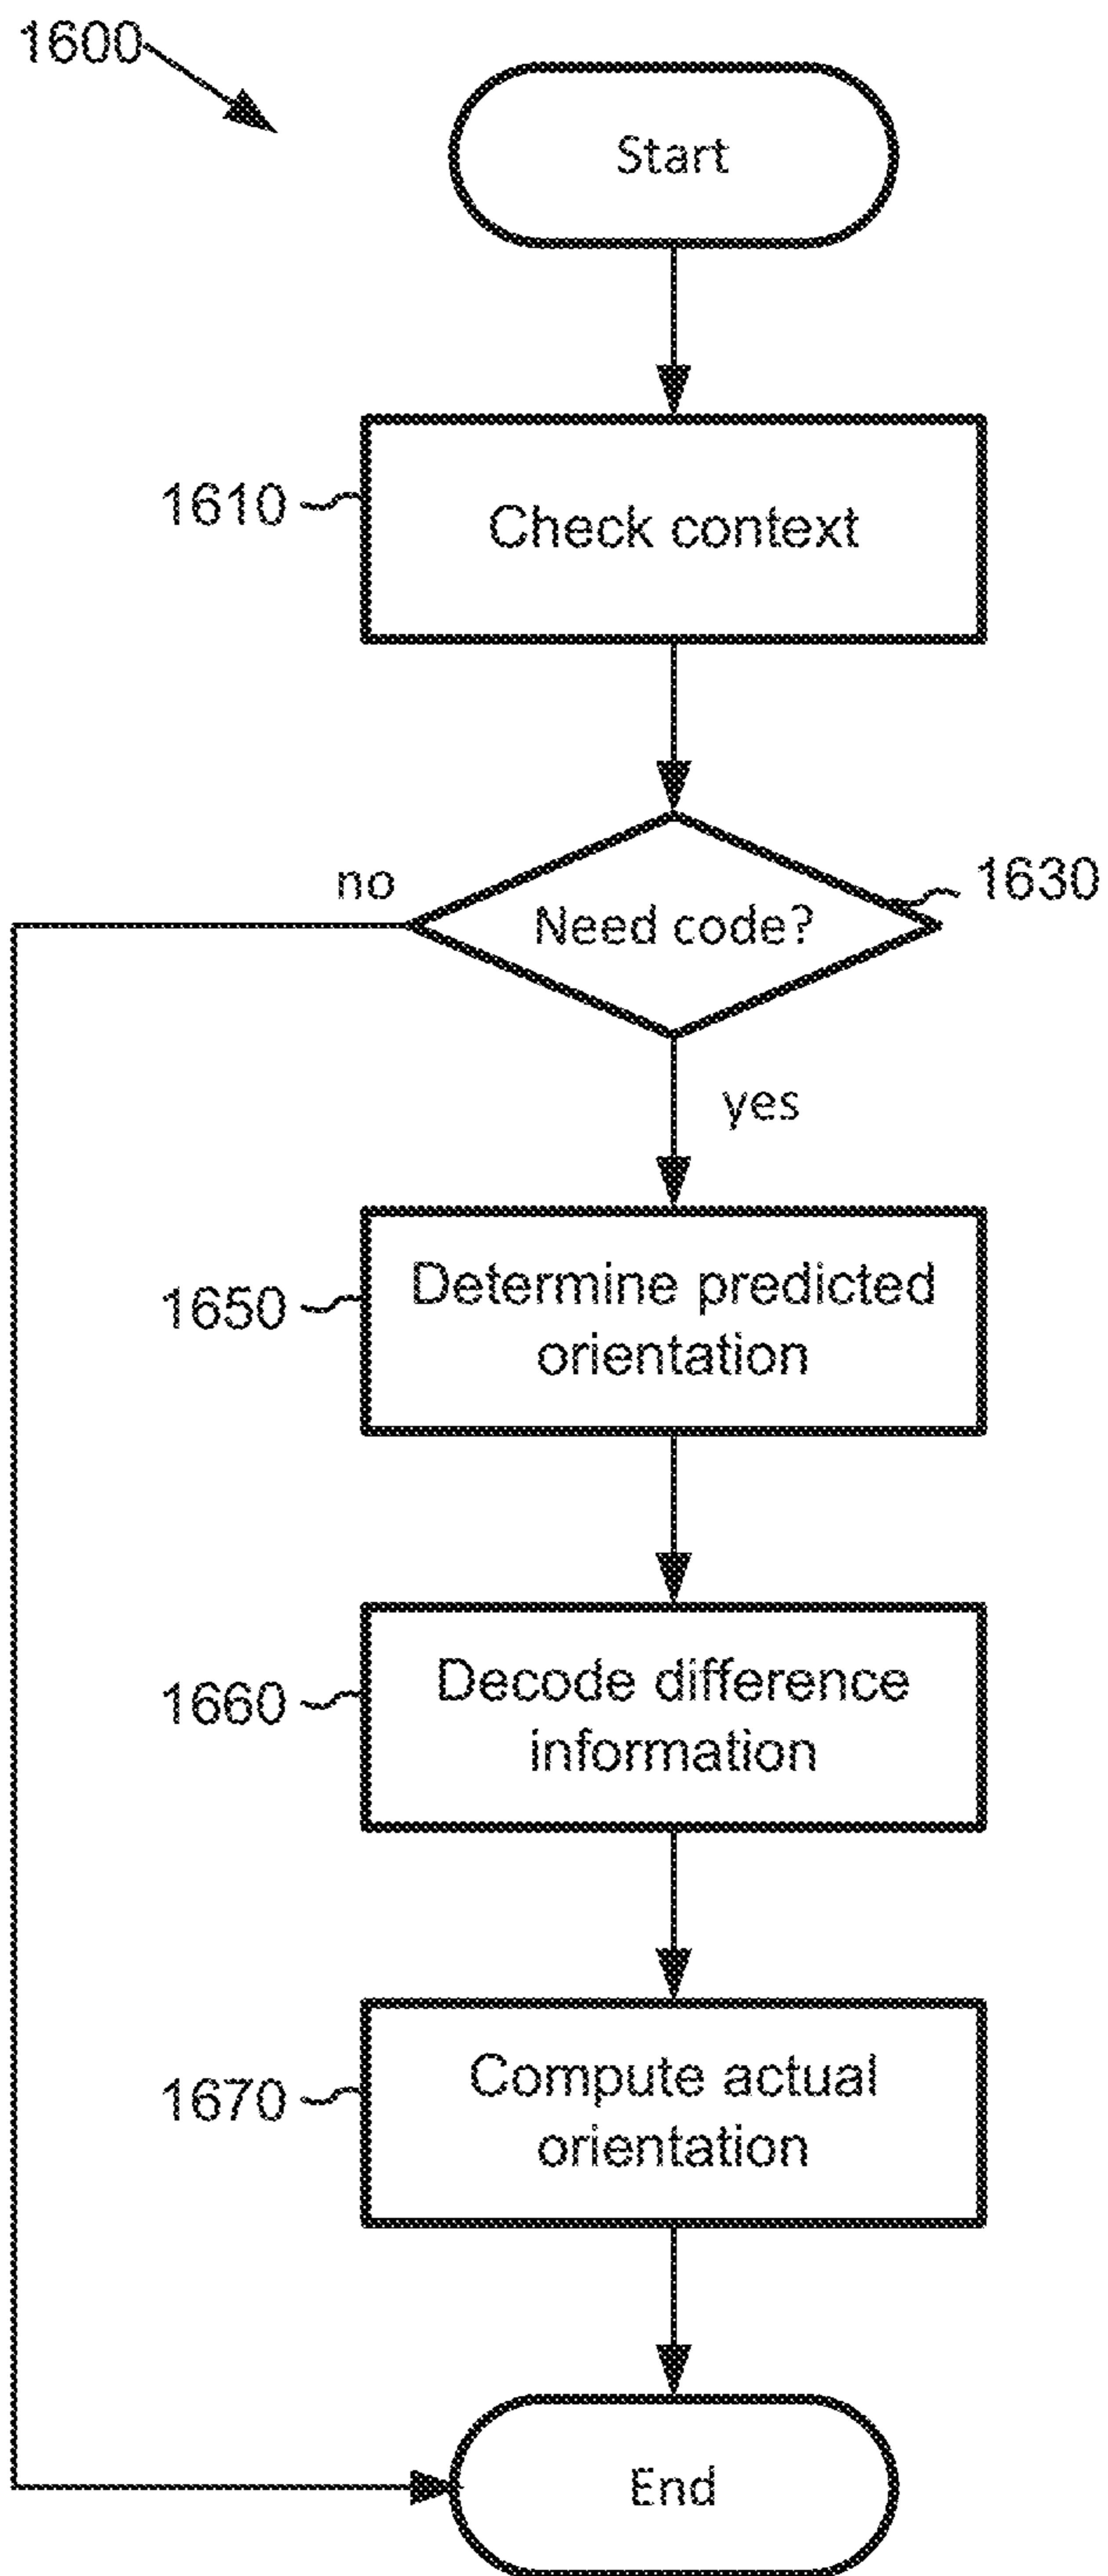 1600
Start
1610
Check context
no
1630
Need code?
yes
1650
Determine predicted
orientation
1660
Decode difference
information
1670
Compute actual
orientation
End